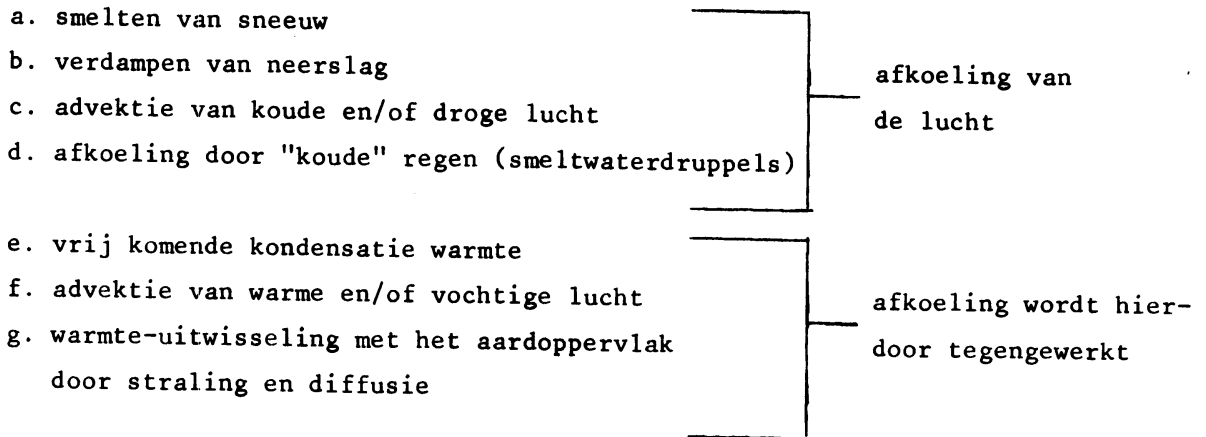 a. smelten van sneeuw
b. verdampen van neerslag
c. advektie van koude en/of droge lucht
d. afkoeling door "koude" regen (smeltwaterdruppels)
afkoeling van
de lucht
e. vrij komende kondensatie warmte
f. advektie van warme en/of vochtige lucht
g. warmte-uitwisseling met het aardoppervlak
door straling en diffusie
afkoeling wordt hier-
door tegengewerkt